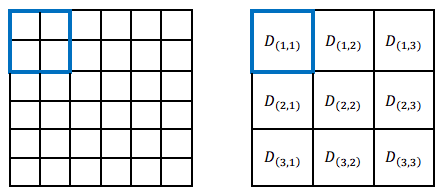 D(1,1) D(1,2) D(1,3)
D(2,1) D(2,2) D(2,3)
D(3,1) D(3,2) D(3,3)